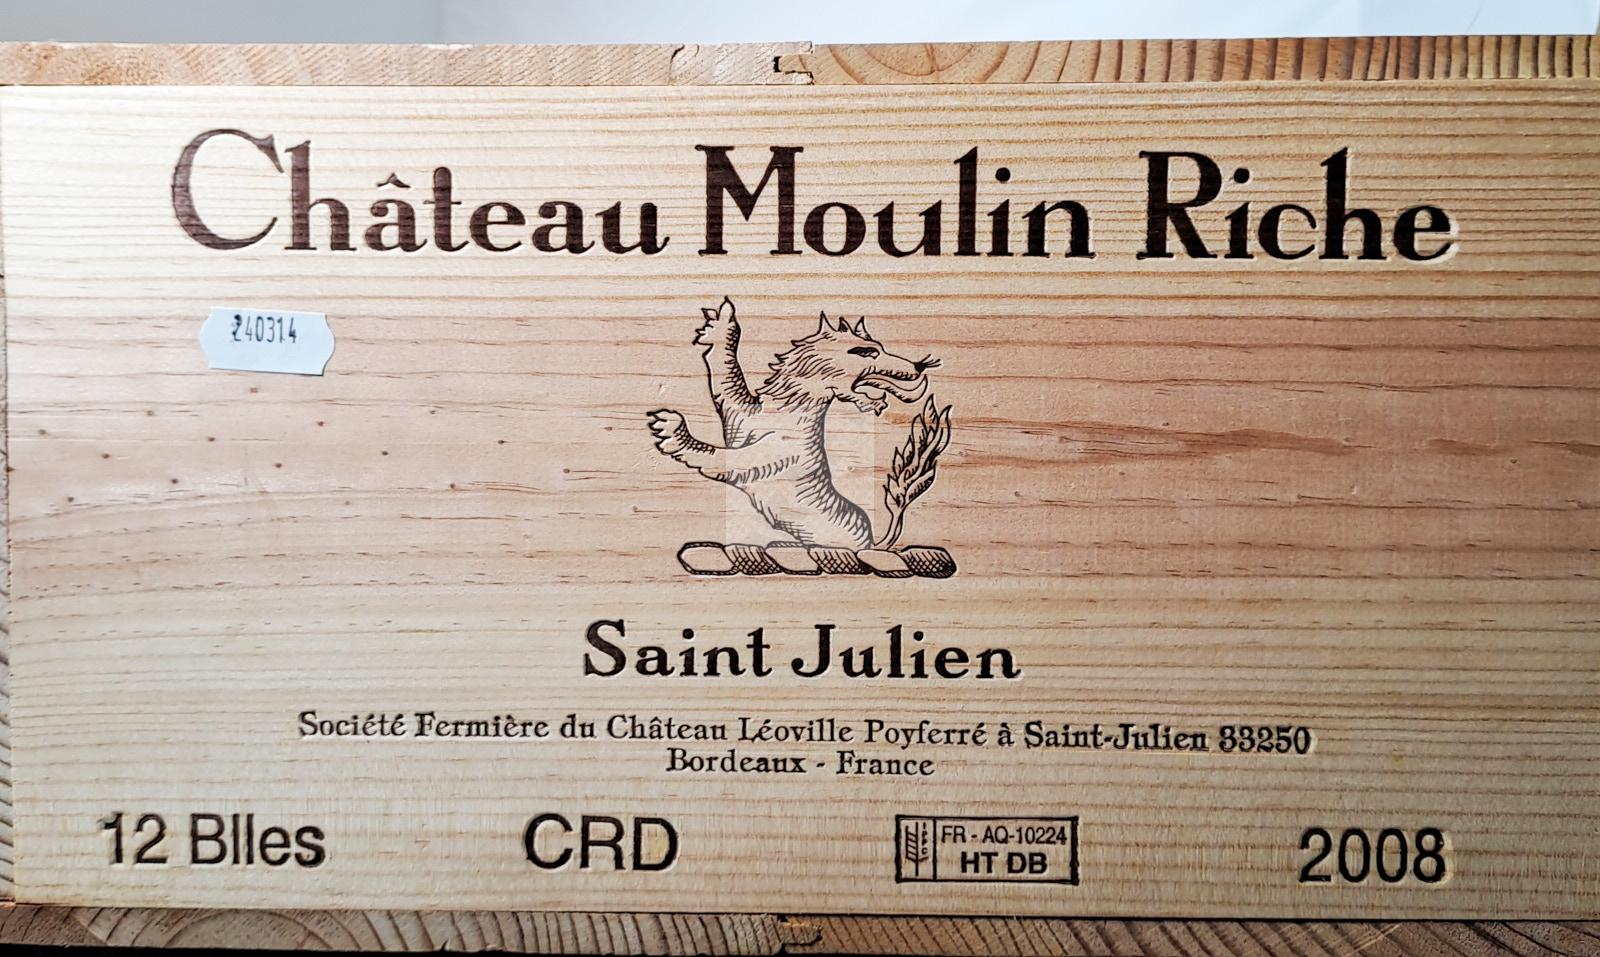 Château Moulin Riche
240314
Saint Julien
Société Fermière du Château Léoville Poyferré à Saint-Julien 33250
Bordeaux - France
12 Blles CRD IPPC FR - AQ-10224 2008
HT DB